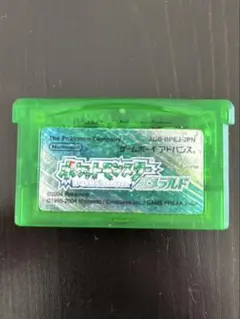 The Pokémon Company AGB-BPEJ-JPN
Nintendo ゲームボーイアドバンス
ポケットモンスター
エメラルド
©2004 Pokémon
©1995-2004 Nintendo / Creatures inc. / GAME FREAK inc.